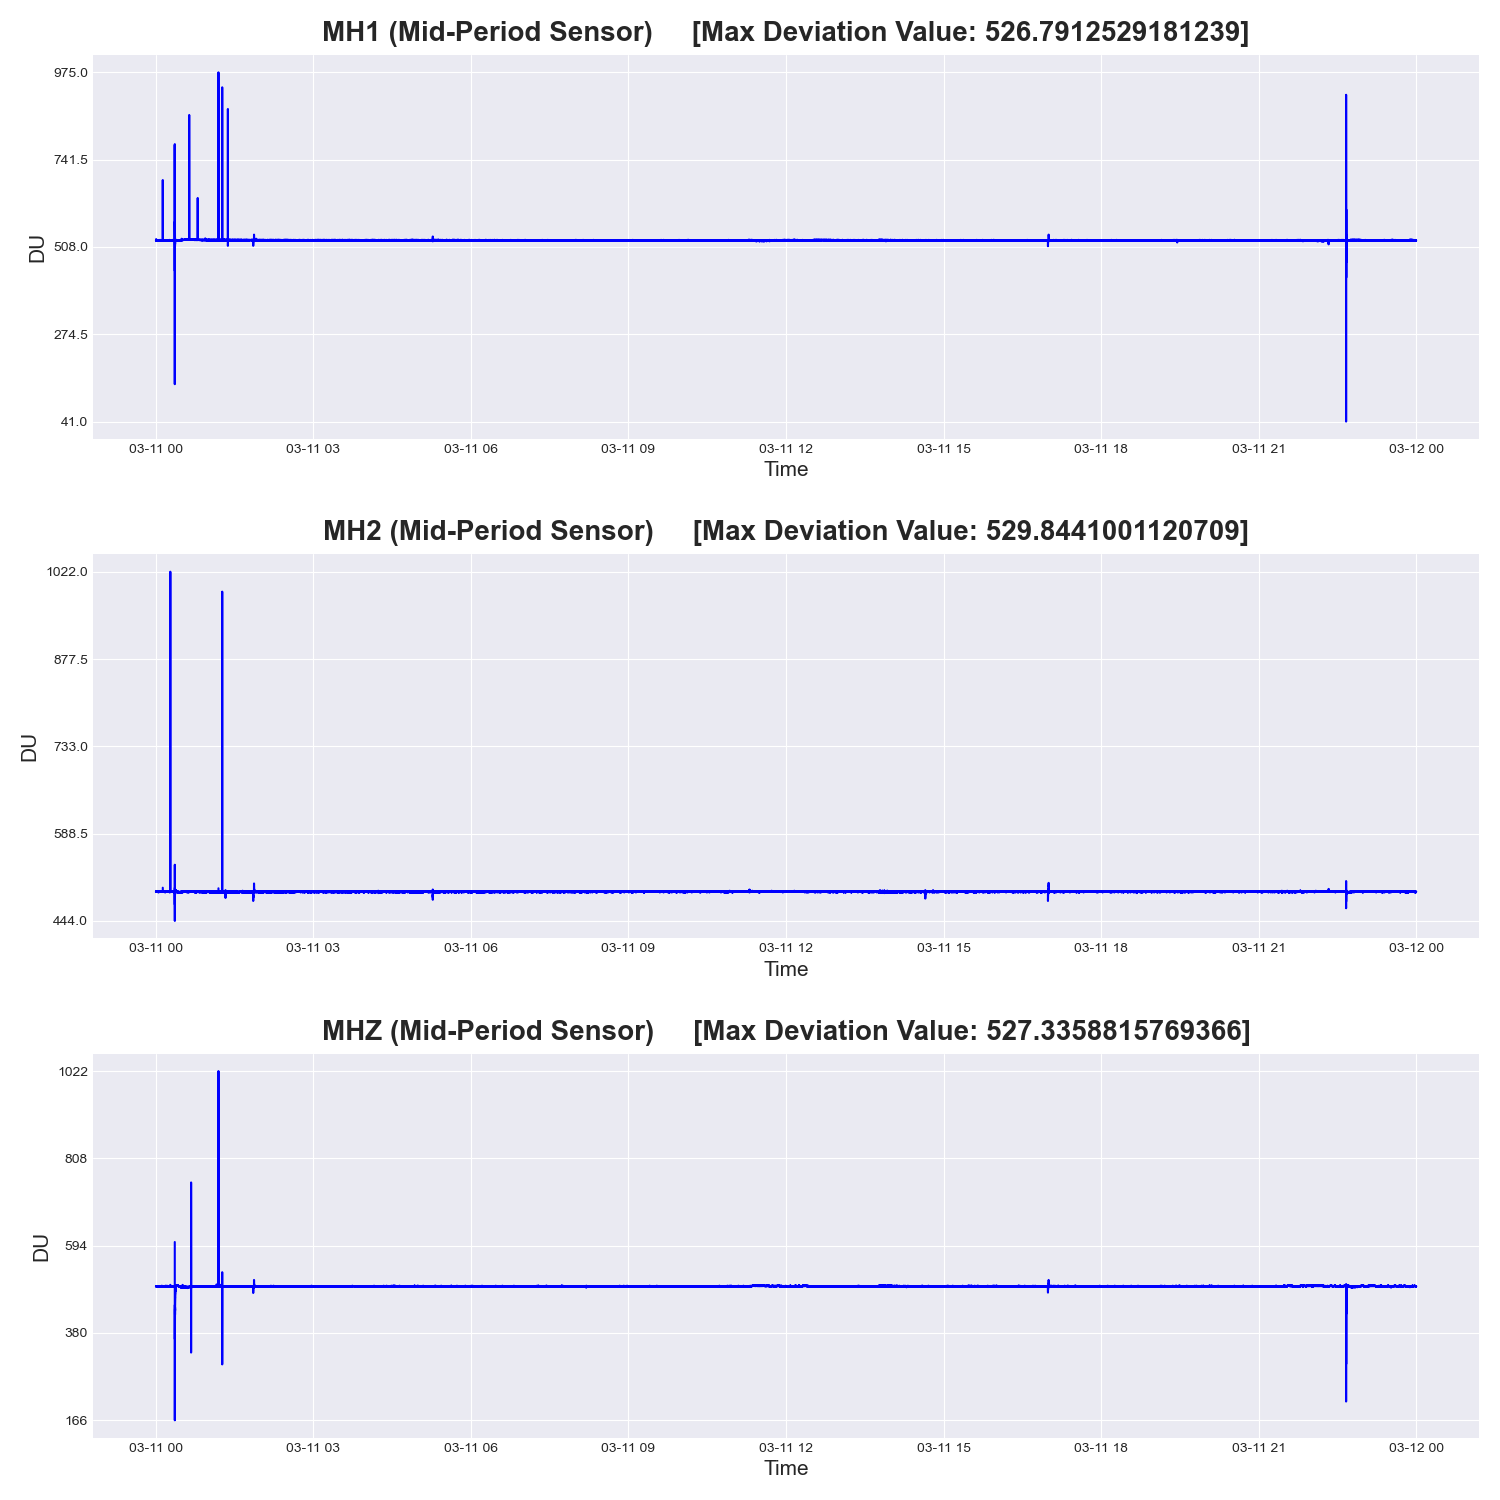 MH1 (Mid-Period Sensor) [Max Deviation Value: 526.7912529181239]
975.0
741.5
508.0
274.5
41.0
DU
03-11 00 03-11 03 03-11 06 03-11 09 03-11 12 03-11 15 03-11 18 03-11 21 03-12 00
Time
MH2 (Mid-Period Sensor) [Max Deviation Value: 529.8441001120709]
1022.0
877.5
733.0
588.5
444.0
DU
03-11 00 03-11 03 03-11 06 03-11 09 03-11 12 03-11 15 03-11 18 03-11 21 03-12 00
Time
MHZ (Mid-Period Sensor) [Max Deviation Value: 527.3358815769366]
1022
808
594
380
166
DU
03-11 00 03-11 03 03-11 06 03-11 09 03-11 12 03-11 15 03-11 18 03-11 21 03-12 00
Time